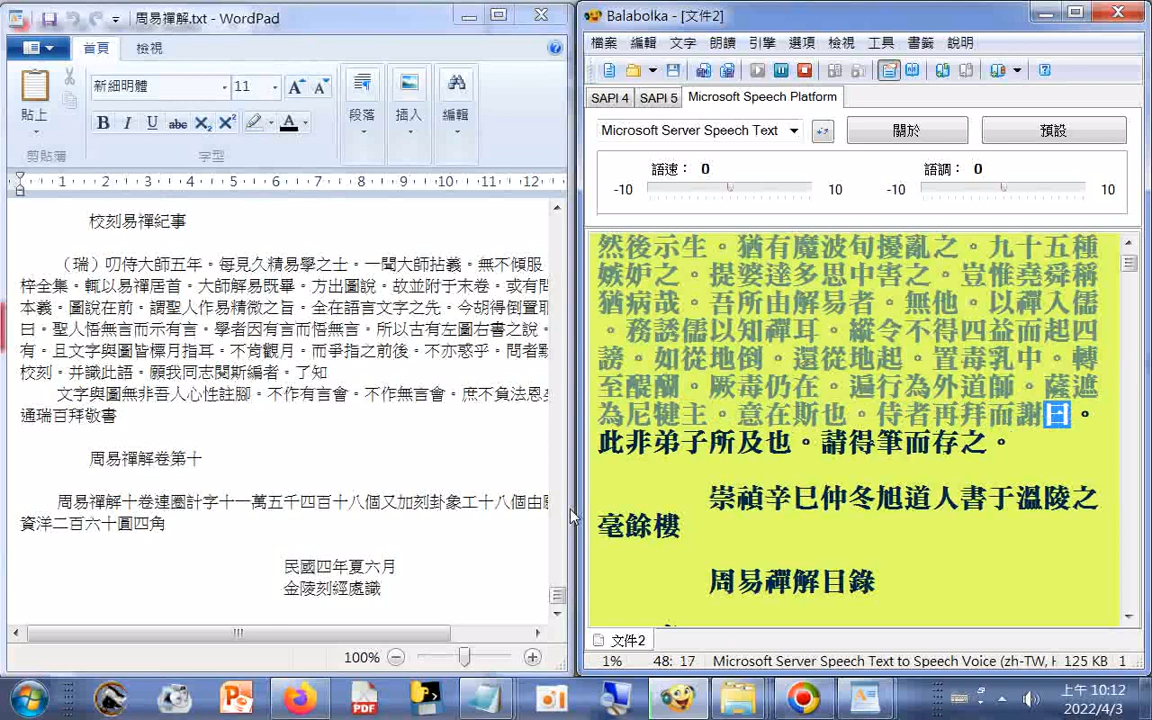 周易禪解.txt - WordPad
首頁 檢視
新細明體 11
貼上
剪貼簿
B I U abc X₂ X² A
字型
段落
插入
編輯
1 2 3 4 5 6 7 8 9 10 11 12
校刻易禪紀事
(瑞)叨侍大師五年。每見久精易學之士。一聞大師拈義。無不傾服
梓全集。輒以易禪居首。大師解易既畢。方出圖說。故並附于末卷。或有問
本義。圖說在前。謂聖人作易精微之旨。全在語言文字之先。今胡得倒置耶
曰。聖人悟無言而示有言。學者因有言而悟無言。所以古有左圖右書之說。
有。且文字與圖皆標月指耳。不肯觀月。而爭指之前後。不亦惑乎。問者默
校刻。并識此語。願我同志閱斯編者。了知
文字與圖無非吾人心性註腳。不作有言會。不作無言會。庶不負法恩
通瑞百拜敬書
周易禪解卷第十
周易禪解十卷連圈計字十一萬五千四百十八個又加刻卦象工十八個由
資洋二百六十圓四角
民國四年夏六月
金陵刻經處識
100%
Balabolka - [文件2]
檔案 編輯 文字 朗讀 引擎 選項 檢視 工具 書籤 說明
SAPI 4 SAPI 5 Microsoft Speech Platform
Microsoft Server Speech Text 關於 預設
語速: 0 語調: 0
-10 10 -10 10
然後示生。猶有魔波旬擾亂之。九十五種
嫉妒之。提婆達多思中害之。豈惟堯舜稱
猶病哉。吾所由解易者。無他。以禪入儒
。務誘儒以知禪耳。縱令不得四益而起四
謗。如從地倒。還從地起。置毒乳中。轉
至醍醐。厥毒仍在。遍行為外道師。薩遮
為尼犍主。意在斯也。侍者再拜而謝曰。
此非弟子所及也。請得筆而存之。
崇禎辛巳仲冬旭道人書于溫陵之
毫餘樓
周易禪解目錄
文件2
1% 48: 17 Microsoft Server Speech Text to Speech Voice (zh-TW, H 125 KB 1
上午 10:12
2022/4/3